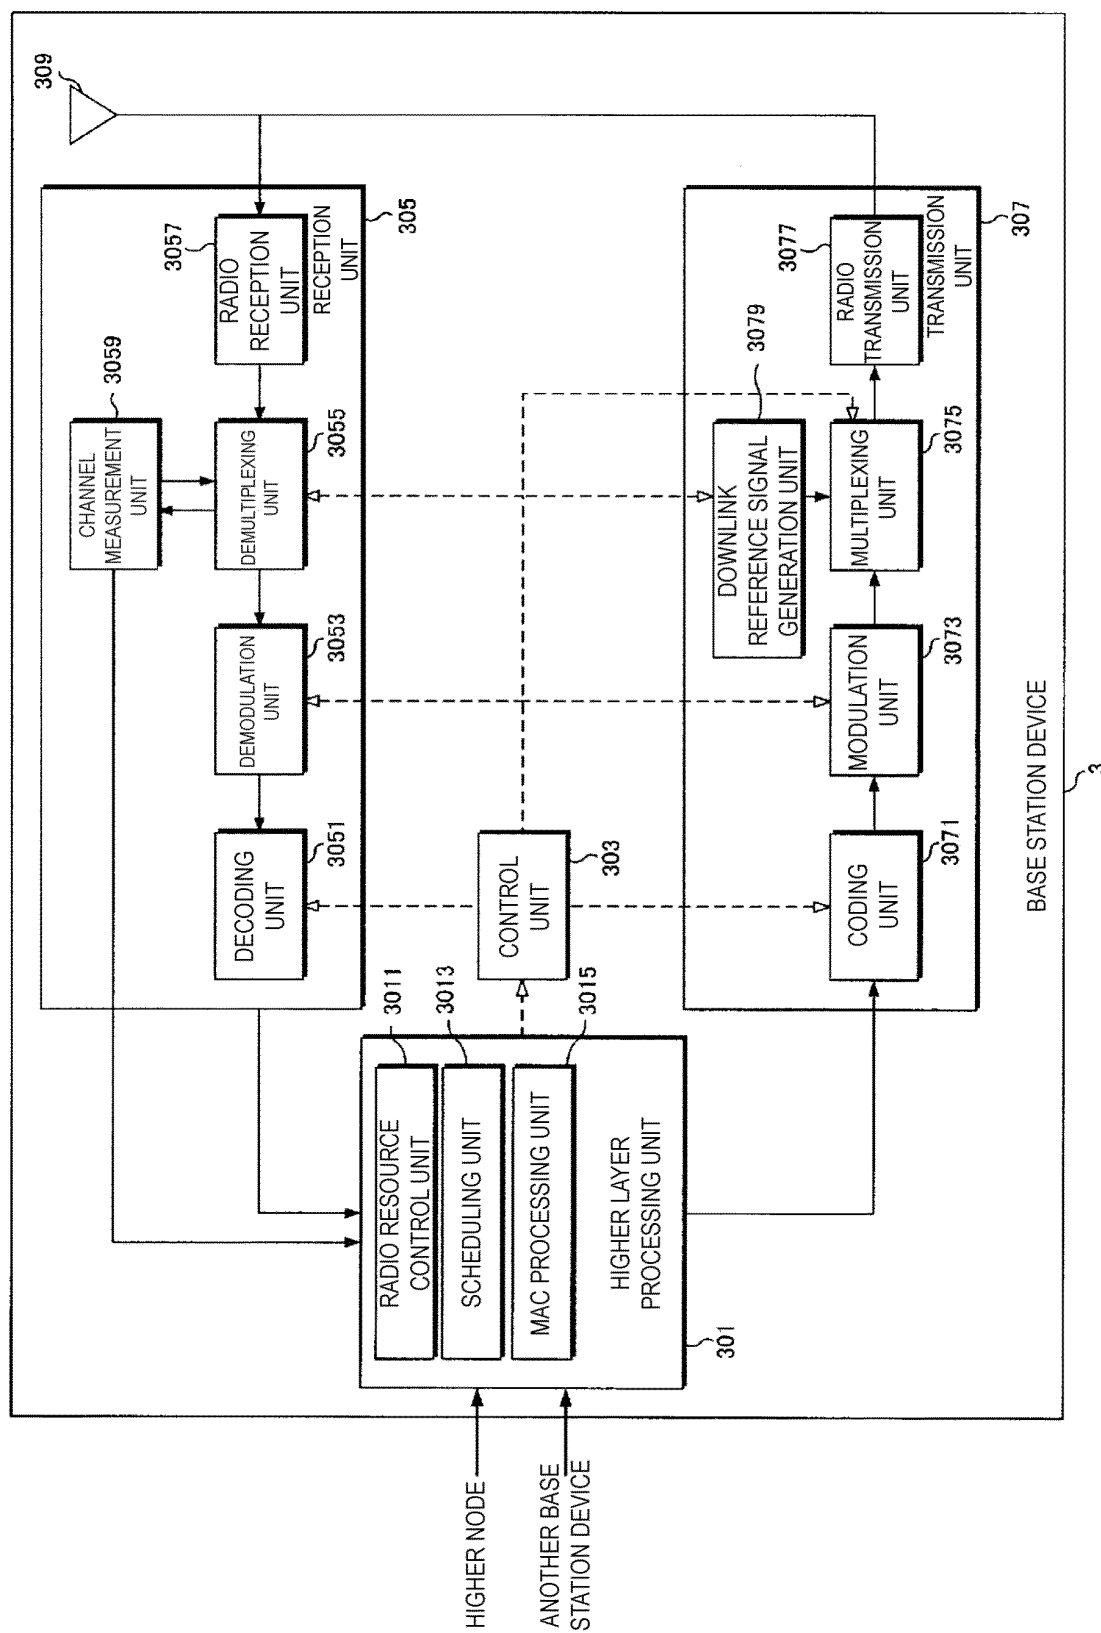 309
3057
RADIO
RECEPTION
UNIT
RECEPTION
UNIT
305
3059
CHANNEL
MEASUREMENT
UNIT
DEMULTIPLEXING
UNIT
3055
DEMODULATION
UNIT
3053
DECODING
UNIT
3051
CONTROL
UNIT
303
3011
RADIO RESOURCE
CONTROL UNIT
3013
SCHEDULING UNIT
3015
MAC PROCESSING UNIT
HIGHER LAYER
PROCESSING UNIT
301
HIGHER NODE
ANOTHER BASE
STATION DEVICE
3079
DOWNLINK
REFERENCE SIGNAL
GENERATION UNIT
3077
RADIO
TRANSMISSION
UNIT
TRANSMISSION
UNIT
307
MULTIPLEXING
UNIT
3075
MODULATION
UNIT
3073
CODING
UNIT
3071
BASE STATION DEVICE
3